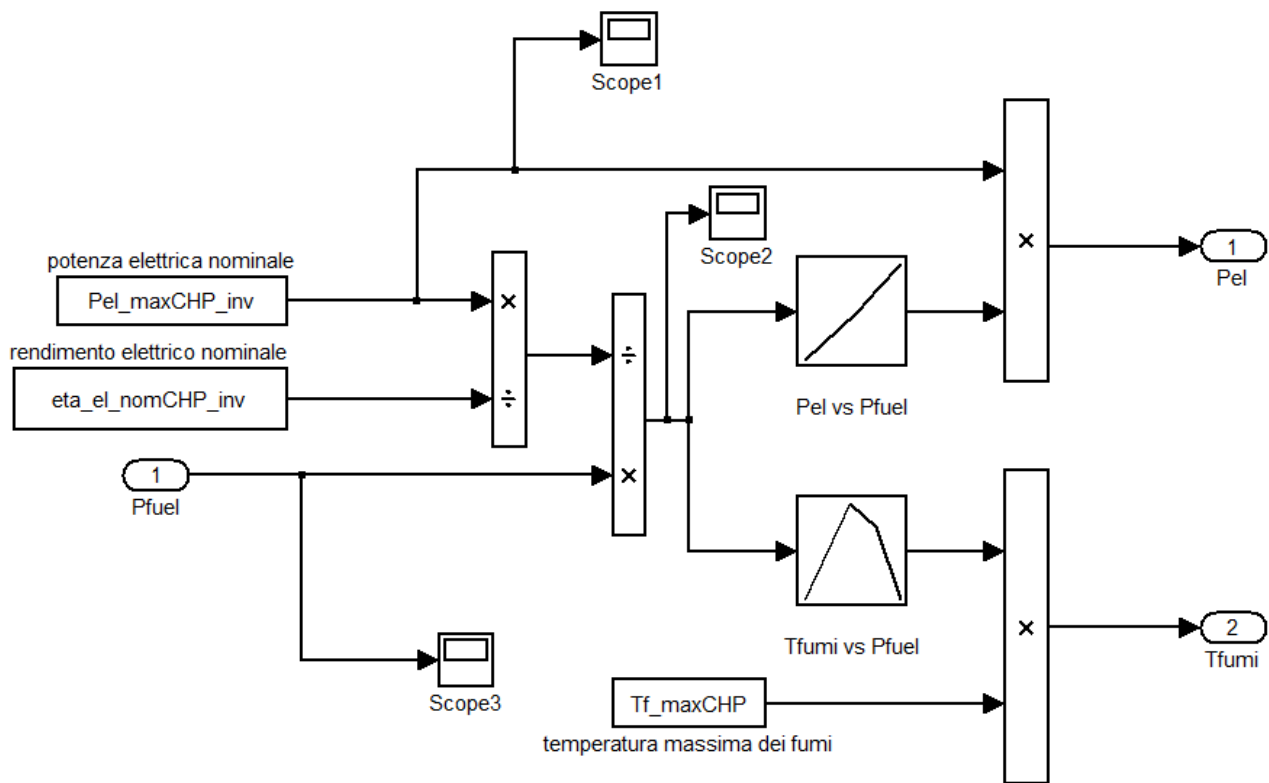 Scope1
Scope2
potenza elettrica nominale
Pel_maxCHP_inv
×
×
1
Pel
rendimento elettrico nominale
eta_el_nomCHP_inv
÷
÷
Pel vs Pfuel
1
Pfuel
×
Tfumi vs Pfuel
×
2
Tfumi
Scope3
Tf_maxCHP
temperatura massima dei fumi